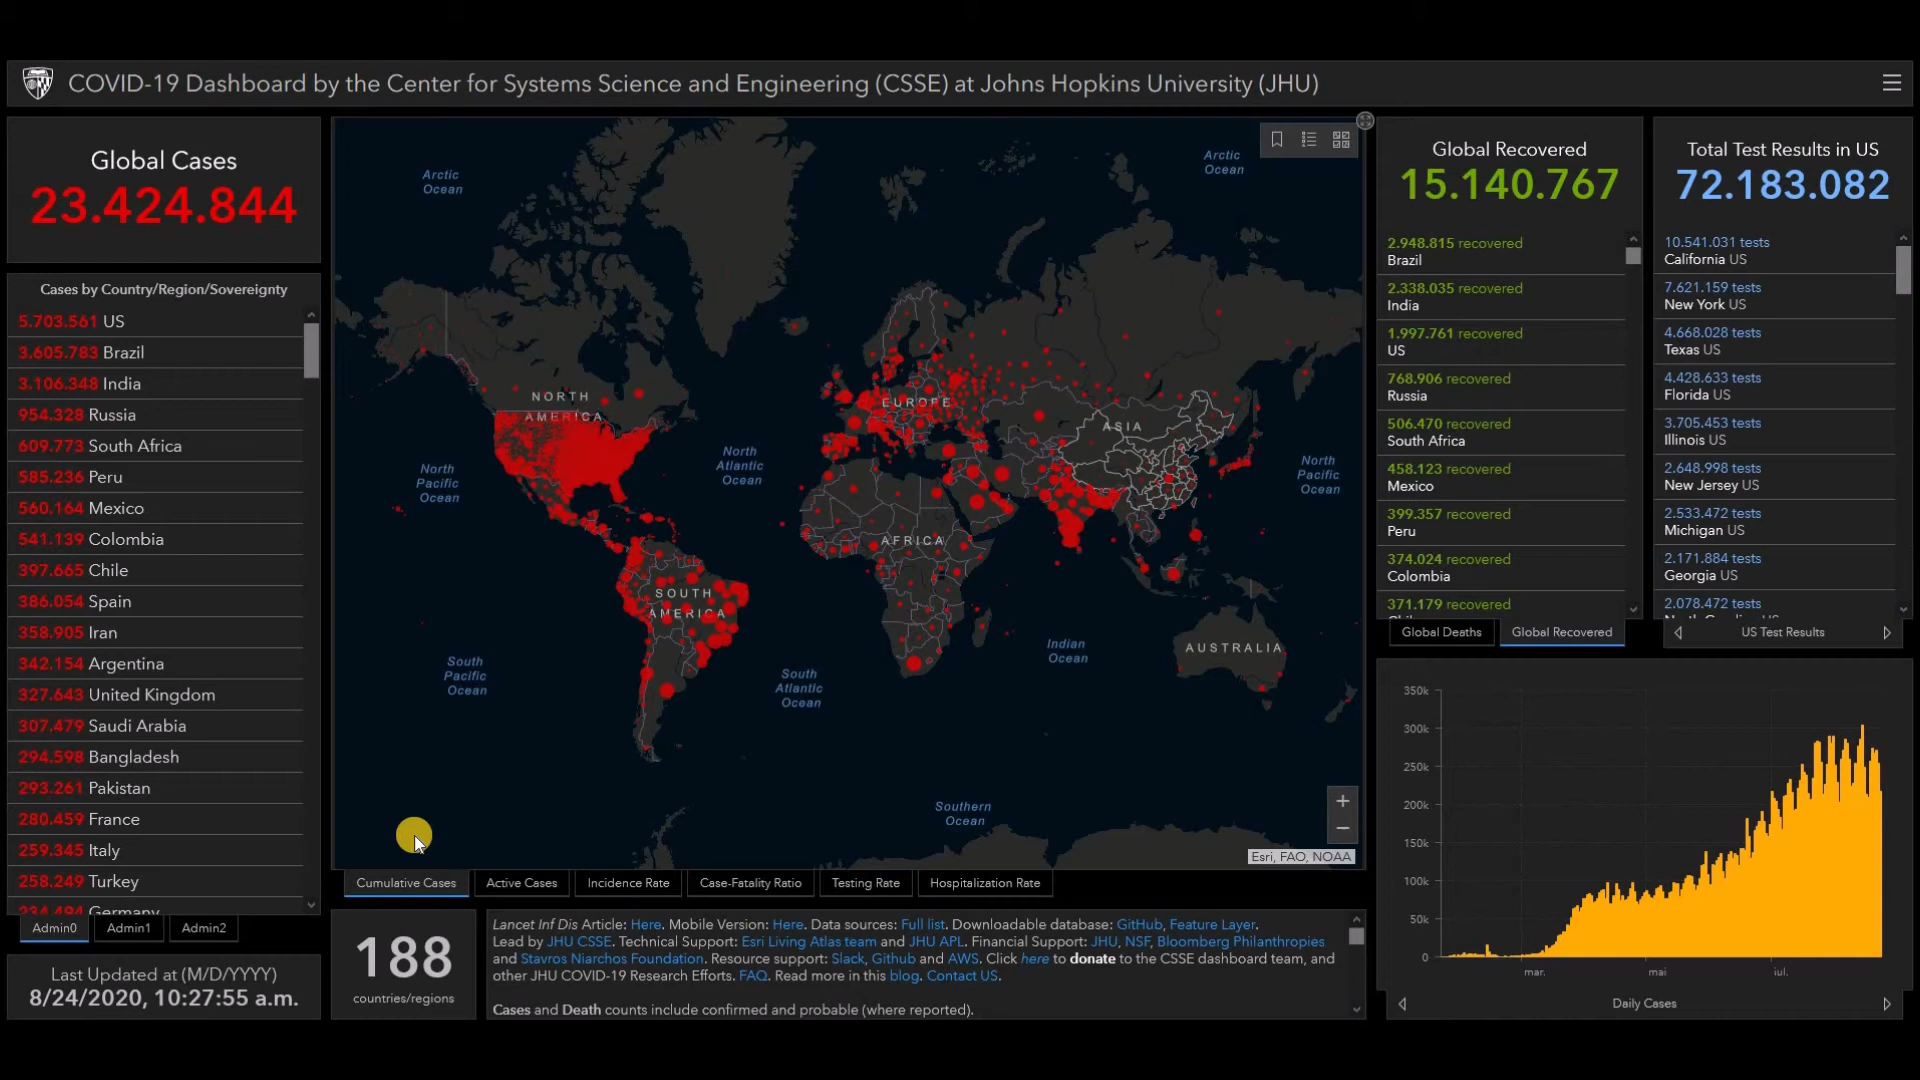 COVID-19 Dashboard by the Center for Systems Science and Engineering (CSSE) at Johns Hopkins University (JHU)
Global Cases
23.424.844
Cases by Country/Region/Sovereignty
5.703.561 US
3.605.783 Brazil
3.106.348 India
954.328 Russia
609.773 South Africa
585.236 Peru
560.164 Mexico
541.139 Colombia
397.665 Chile
386.054 Spain
358.905 Iran
342.154 Argentina
327.643 United Kingdom
307.479 Saudi Arabia
294.598 Bangladesh
293.261 Pakistan
280.459 France
259.345 Italy
258.249 Turkey
234.494 Germany
Admin0
Admin1
Admin2
Last Updated at (M/D/YYYY)
8/24/2020, 10:27:55 a.m.
Arctic
Ocean
Arctic
Ocean
NORTH
AMERICA
EUROPE
ASIA
North
Pacific
Ocean
North
Atlantic
Ocean
North
Pacific
Ocean
AFRICA
SOUTH
AMERICA
Indian
Ocean
AUSTRALIA
South
Pacific
Ocean
South
Atlantic
Ocean
Southern
Ocean
Esri, FAO, NOAA
Cumulative Cases
Active Cases
Incidence Rate
Case-Fatality Ratio
Testing Rate
Hospitalization Rate
188
countries/regions
Lancet Inf Dis Article: Here. Mobile Version: Here. Data sources: Full list. Downloadable database: GitHub, Feature Layer.
Lead by JHU CSSE. Technical Support: Esri Living Atlas team and JHU APL. Financial Support: JHU, NSF, Bloomberg Philanthropies
and Stavros Niarchos Foundation. Resource support: Slack, Github and AWS. Click here to donate to the CSSE dashboard team, and
other JHU COVID-19 Research Efforts. FAQ. Read more in this blog. Contact US.
Cases and Death counts include confirmed and probable (where reported).
Global Recovered
15.140.767
2.948.815 recovered
Brazil
2.338.035 recovered
India
1.997.761 recovered
US
768.906 recovered
Russia
506.470 recovered
South Africa
458.123 recovered
Mexico
399.357 recovered
Peru
374.024 recovered
Colombia
371.179 recovered
Global Deaths
Global Recovered
Total Test Results in US
72.183.082
10.541.031 tests
California US
7.621.159 tests
New York US
4.668.028 tests
Texas US
4.428.633 tests
Florida US
3.705.453 tests
Illinois US
2.648.998 tests
New Jersey US
2.533.472 tests
Michigan US
2.171.884 tests
Georgia US
2.078.472 tests
US Test Results
350k
300k
250k
200k
150k
100k
50k
0
mar.
mai
iul.
Daily Cases